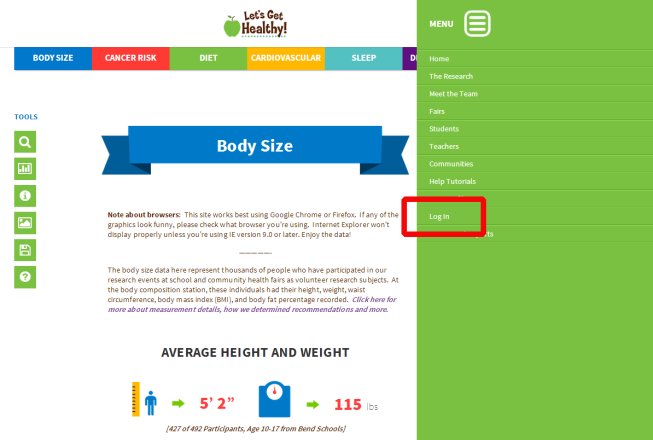 Let's Get
Healthy!
MENU
BODY SIZE
CANCER RISK
DIET
CARDIOVASCULAR
SLEEP
Home
The Research
Meet the Team
Fairs
Students
Teachers
Communities
Help Tutorials
Log In
TOOLS
Body Size
Note about browsers: This site works best using Google Chrome or Firefox. If any of the
graphics look funny, please check what browser you're using. Internet Explorer won't
display properly unless you're using IE version 9.0 or later. Enjoy the data!
——————
The body size data here represent thousands of people who have participated in our
research events at school and community health fairs as volunteer research subjects. At
the body composition station, these individuals had their height, weight, waist
circumference, body mass index (BMI), and body fat percentage recorded. Click here for
more about measurement details, how we determined recommendations and more.
AVERAGE HEIGHT AND WEIGHT
5' 2" 115 lbs
[427 of 492 Participants, Age 10-17 from Bend Schools]